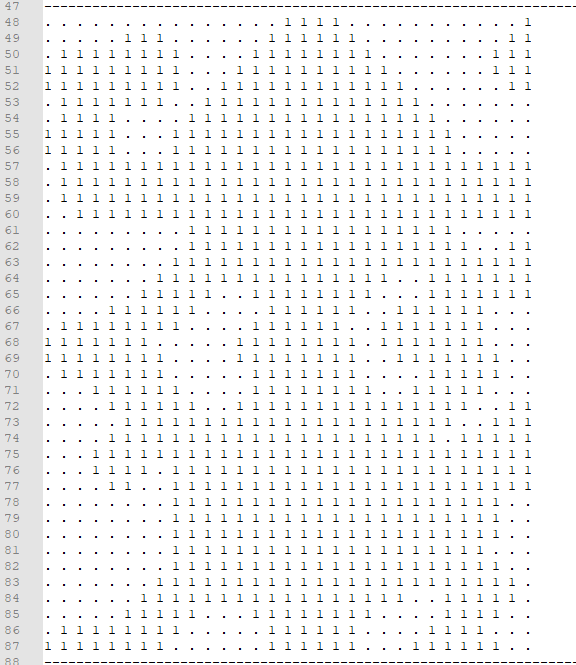 47 --------------------------------------------------------------------
48 . . . . . . . . . . . . . . . 1 1 1 1 . . . . . . . . . . . 1
49 . . . . . 1 1 1 . . . . . . 1 1 1 1 1 1 . . . . . . . . . 1 1
50 . 1 1 1 1 1 1 1 1 . . . . 1 1 1 1 1 1 1 1 . . . . . . . 1 1 1
51 1 1 1 1 1 1 1 1 1 . . . 1 1 1 1 1 1 1 1 1 1 . . . . . . 1 1 1
52 1 1 1 1 1 1 1 1 1 . . 1 1 1 1 1 1 1 1 1 1 1 1 . . . . . . 1 1
53 . 1 1 1 1 1 1 1 . . 1 1 1 1 1 1 1 1 1 1 1 1 1 1 . . . . . . .
54 . 1 1 1 1 . . . . 1 1 1 1 1 1 1 1 1 1 1 1 1 1 1 1 . . . . . .
55 1 1 1 1 1 . . . 1 1 1 1 1 1 1 1 1 1 1 1 1 1 1 1 1 1 . . . . .
56 1 1 1 1 1 . . . 1 1 1 1 1 1 1 1 1 1 1 1 1 1 1 1 1 1 . . . . .
57 . 1 1 1 1 1 1 1 1 1 1 1 1 1 1 1 1 1 1 1 1 1 1 1 1 1 1 1 1 1 1
58 . 1 1 1 1 1 1 1 1 1 1 1 1 1 1 1 1 1 1 1 1 1 1 1 1 1 1 1 1 1 1
59 . 1 1 1 1 1 1 1 1 1 1 1 1 1 1 1 1 1 1 1 1 1 1 1 1 1 1 1 1 1 1
60 . . 1 1 1 1 1 1 1 1 1 1 1 1 1 1 1 1 1 1 1 1 1 1 1 1 1 1 1 1 1
61 . . . . . . . . . 1 1 1 1 1 1 1 1 1 1 1 1 1 1 1 1 1 . . . . .
62 . . . . . . . . . 1 1 1 1 1 1 1 1 1 1 1 1 1 1 1 1 1 1 . . 1 1
63 . . . . . . . . 1 1 1 1 1 1 1 1 1 1 1 1 1 1 1 1 1 1 1 1 1 1 1
64 . . . . . . . 1 1 1 1 1 1 1 1 1 1 1 1 1 1 1 . . 1 1 1 1 1 1 1
65 . . . . . . 1 1 1 1 1 . . 1 1 1 1 1 1 1 1 . . . 1 1 1 1 1 1 1
66 . . . . 1 1 1 1 1 1 . . . 1 1 1 1 1 1 1 . . 1 1 1 1 1 1 . . .
67 . 1 1 1 1 1 1 1 1 . . . . 1 1 1 1 1 1 . . 1 1 1 1 1 1 1 . . .
68 1 1 1 1 1 1 1 . . . . . 1 1 1 1 1 1 1 1 . 1 1 1 1 1 1 1 . . .
69 1 1 1 1 1 1 1 1 . . . . 1 1 1 1 1 1 1 1 . . 1 1 1 1 1 1 1 . .
70 . 1 1 1 1 1 1 1 . . . . . 1 1 1 1 1 1 1 . . . . 1 1 1 1 1 . .
71 . . . 1 1 1 1 1 1 . . . . 1 1 1 1 1 1 1 1 . . 1 1 1 1 1 . . .
72 . . . . 1 1 1 1 1 1 . . 1 1 1 1 1 1 1 1 1 1 1 1 1 1 1 . . 1 1
73 . . . . . 1 1 1 1 1 1 1 1 1 1 1 1 1 1 1 1 1 1 1 1 1 . . 1 1 1
74 . . . . 1 1 1 1 1 1 1 1 1 1 1 1 1 1 1 1 1 1 1 1 1 . 1 1 1 1 1
75 . . . 1 1 1 1 1 1 1 1 1 1 1 1 1 1 1 1 1 1 1 1 1 1 1 1 1 1 1 1
76 . . . 1 1 1 1 . 1 1 1 1 1 1 1 1 1 1 1 1 1 1 1 1 1 1 1 1 1 1 1
77 . . . . 1 1 . . 1 1 1 1 1 1 1 1 1 1 1 1 1 1 1 1 1 1 1 1 1 1 1
78 . . . . . . . . 1 1 1 1 1 1 1 1 1 1 1 1 1 1 1 1 1 1 1 1 1 . .
79 . . . . . . . . 1 1 1 1 1 1 1 1 1 1 1 1 1 1 1 1 1 1 1 1 1 . .
80 . . . . . . . . 1 1 1 1 1 1 1 1 1 1 1 1 1 1 1 1 1 1 1 1 1 . .
81 . . . . . . . . 1 1 1 1 1 1 1 1 1 1 1 1 1 1 1 1 1 1 1 1 . . .
82 . . . . . . . . 1 1 1 1 1 1 1 1 1 1 1 1 1 1 1 1 1 1 1 1 1 . .
83 . . . . . . . 1 1 1 1 1 1 1 1 1 1 1 1 1 1 1 1 1 1 1 1 1 1 1 .
84 . . . . . . 1 1 1 1 1 1 1 1 1 1 1 1 1 1 1 1 1 . . 1 1 1 1 1 .
85 . . . . . 1 1 1 1 1 . . . 1 1 1 1 1 1 1 1 . . . . 1 1 1 1 . .
86 . 1 1 1 1 1 1 1 1 . . . . . 1 1 1 1 1 1 . . . . 1 1 1 1 . . .
87 1 1 1 1 1 1 1 1 . . . . . . 1 1 1 1 1 1 . . . 1 1 1 1 1 1 . .
88 --------------------------------------------------------------------